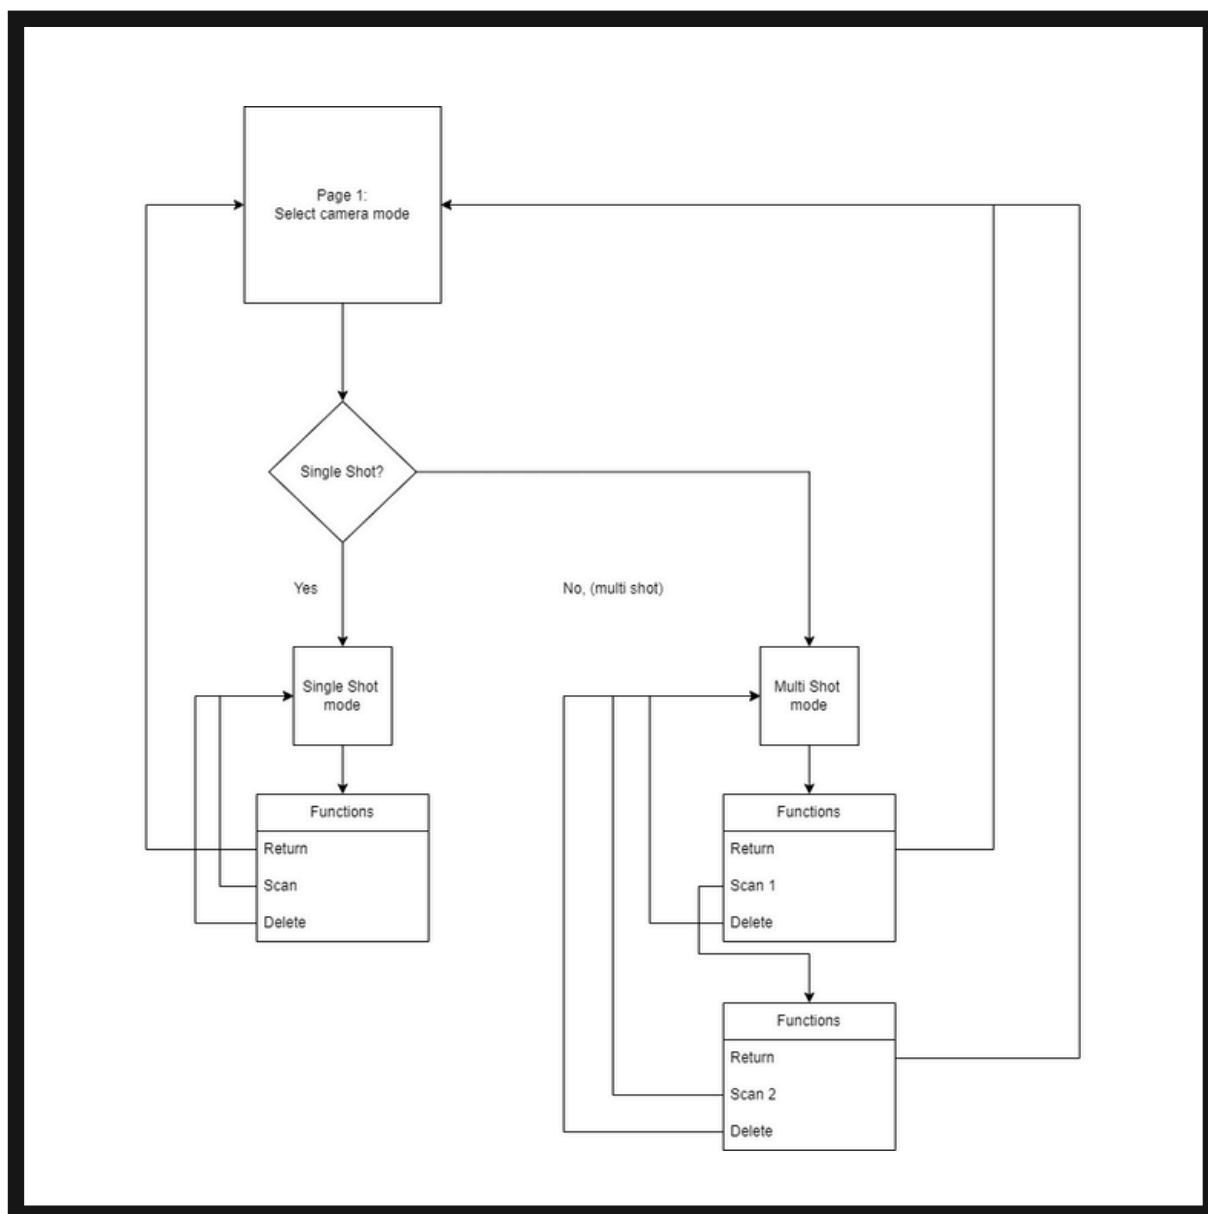 Page 1:
Select camera mode
Single Shot?
Yes
No, (multi shot)
Single Shot
mode
Multi Shot
mode
Functions
Return
Scan
Delete
Functions
Return
Scan 1
Delete
Functions
Return
Scan 2
Delete